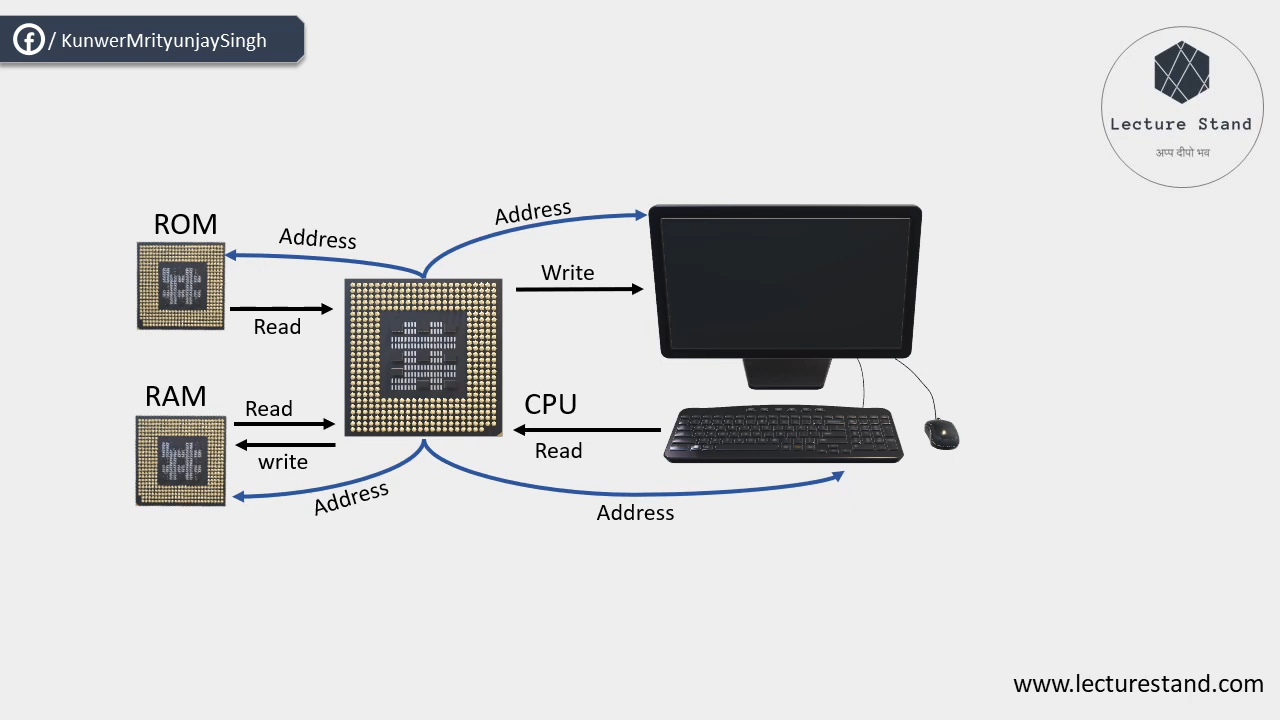 / KunwerMrityunjaySingh
Lecture Stand
अप्प दीपो भव
ROM
Address
Address
Write
Read
RAM
Read
write
CPU
Read
Address
Address
www.lecturestand.com